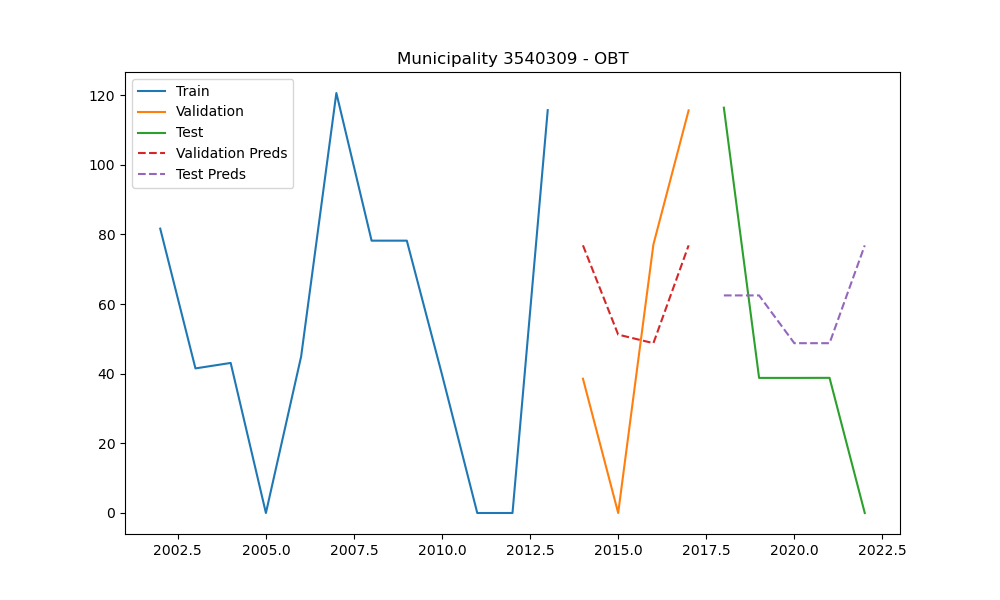 Municipality 3540309 - OBT
Train
Validation
Test
Validation Preds
Test Preds
120
100
80
60
40
20
0
2002.5 2005.0 2007.5 2010.0 2012.5 2015.0 2017.5 2020.0 2022.5